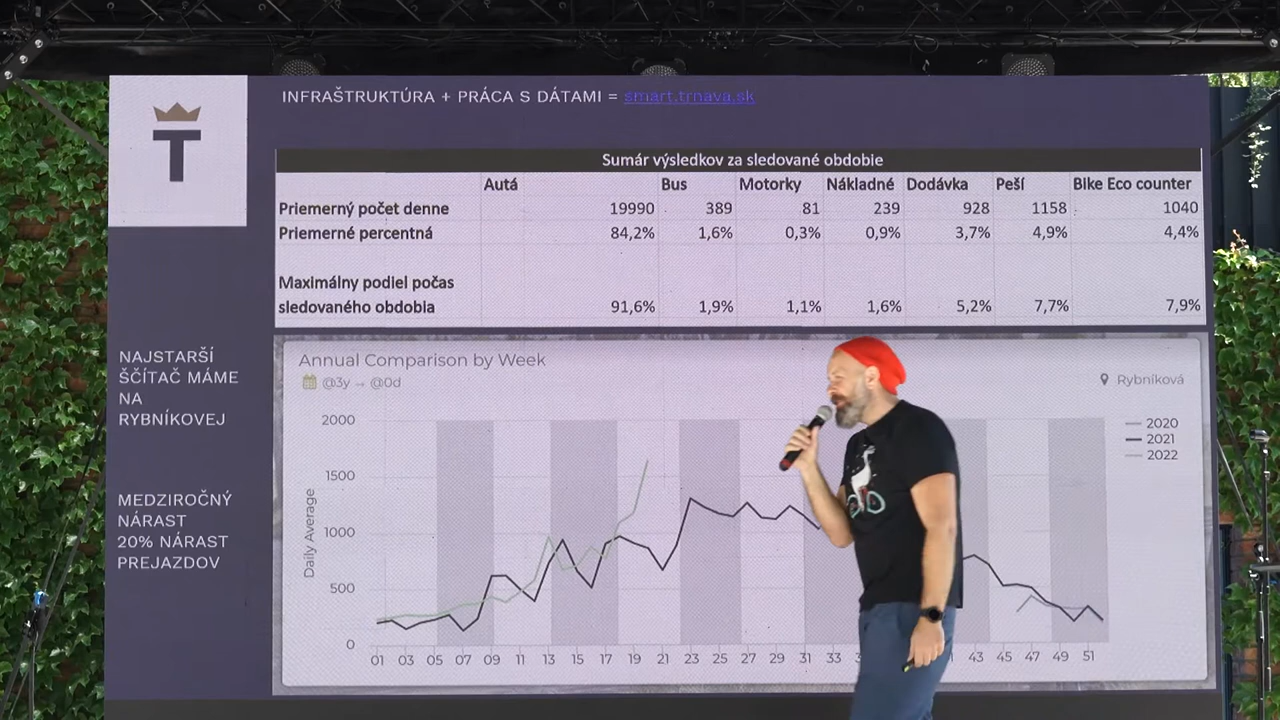 T
INFRAŠTRUKTÚRA + PRÁCA S DÁTAMI = smart.trnava.sk
Sumár výsledkov za sledované obdobie
Autá Bus Motorky Nákladné Dodávka Peší Bike Eco counter
Priemerný počet denne 19990 389 81 239 928 1158 1040
Priemerné percentná 84,2% 1,6% 0,3% 0,9% 3,7% 4,9% 4,4%
Maximálny podiel počas
sledovaného obdobia 91,6% 1,9% 1,1% 1,6% 5,2% 7,7% 7,9%
NAJSTARŠÍ
ŠČÍTAČ MÁME
NA
RYBNÍKOVEJ
MEDZIROČNÝ
NÁRAST
20% NÁRAST
PREJAZDOV
Annual Comparison by Week
@3y → @0d
Rybníková
2020
2021
2022
Daily Average
2000
1500
1000
500
0
01 03 05 07 09 11 13 15 17 19 21 23 25 27 29 31 33 43 45 47 49 51